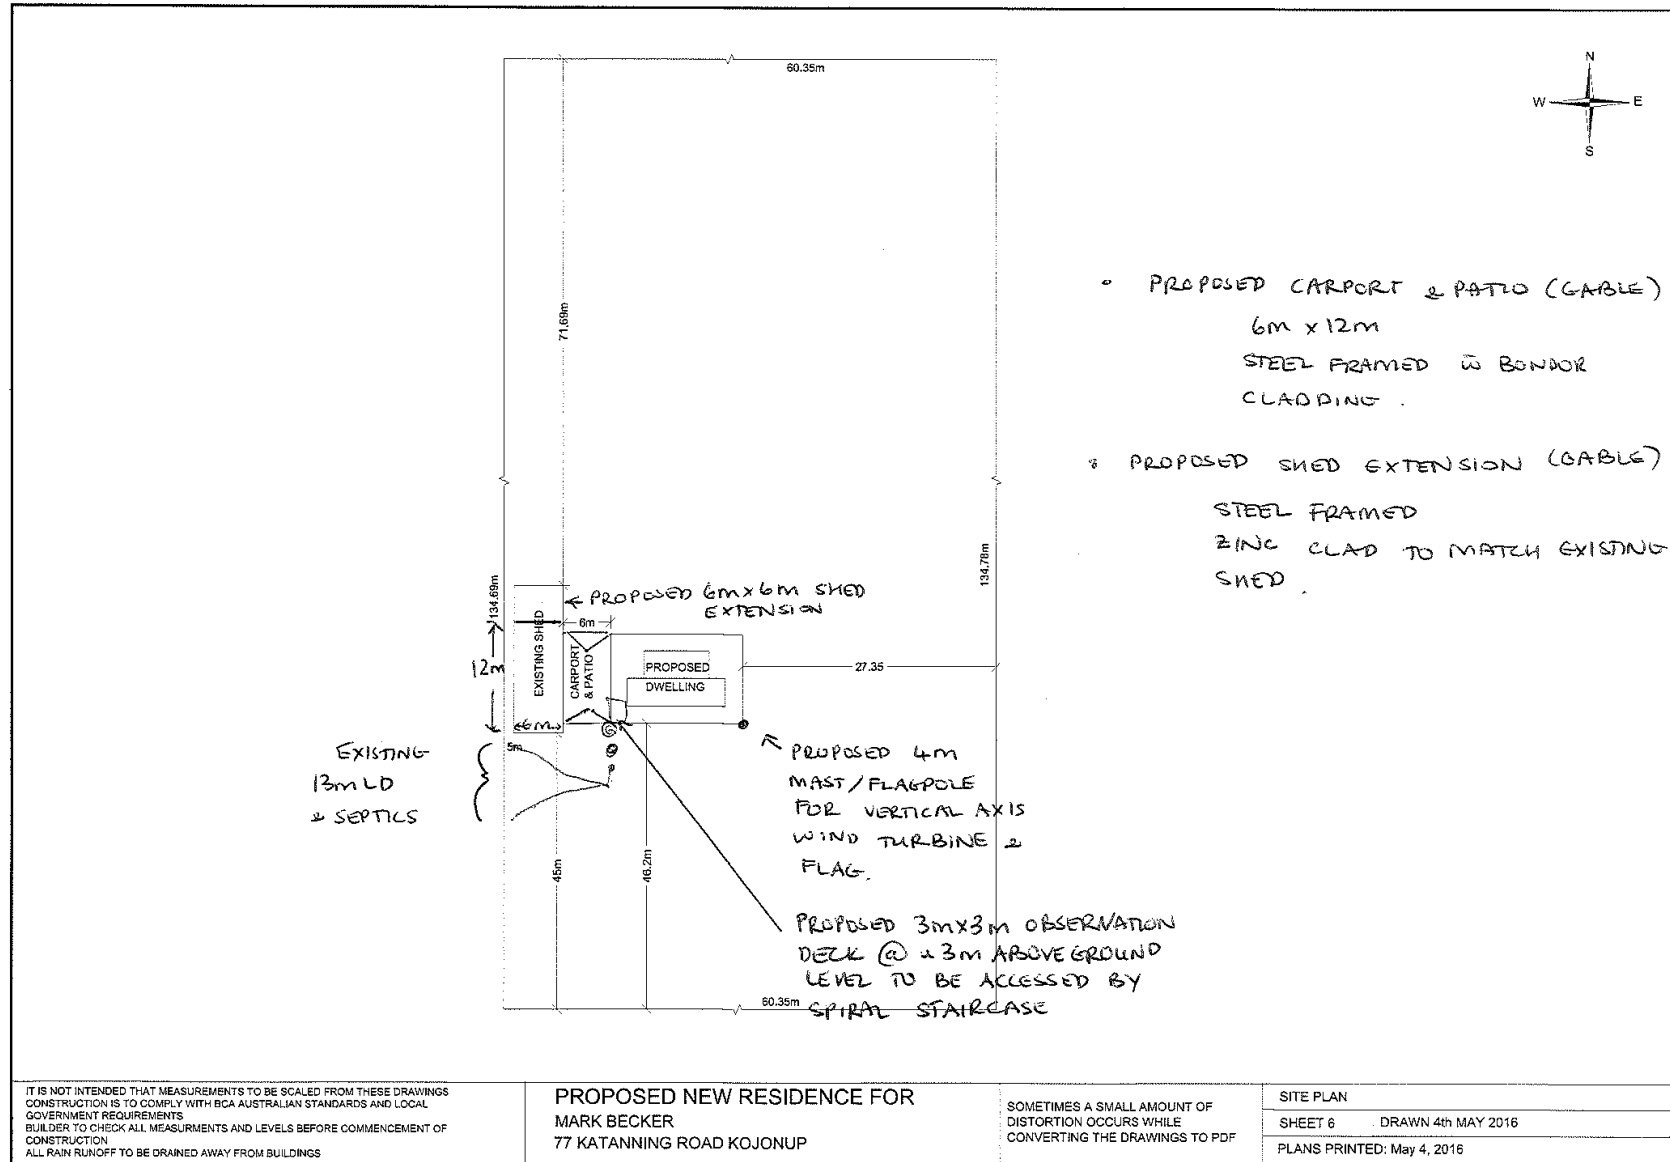 60.35m
N
W E
S
71.69m
134.69m
134.78m
• PROPOSED CARPORT & PATIO (GABLE)
6m x 12m
STEEL FRAMED w̄ BONDOR
CLADDING .
• PROPOSED SHED EXTENSION (GABLE)
STEEL FRAMED
ZINC CLAD TO MATCH EXISTING
SHED .
← PROPOSED 6m x 6m SHED
EXTENSION
6m
12m
EXISTING SHED
CARPORT
& PATIO
PROPOSED
DWELLING
27.35
6m
5m
EXISTING
13m LD
& SEPTICS
PROPOSED 4m
MAST/FLAGPOLE
FOR VERTICAL AXIS
WIND TURBINE &
FLAG.
45m
46.2m
PROPOSED 3m x 3m OBSERVATION
DECK @ 3m ABOVE GROUND
LEVEL TO BE ACCESSED BY
SPIRAL STAIRCASE
60.35m
IT IS NOT INTENDED THAT MEASUREMENTS TO BE SCALED FROM THESE DRAWINGS
CONSTRUCTION IS TO COMPLY WITH BCA AUSTRALIAN STANDARDS AND LOCAL
GOVERNMENT REQUIREMENTS
BUILDER TO CHECK ALL MEASURMENTS AND LEVELS BEFORE COMMENCEMENT OF
CONSTRUCTION
ALL RAIN RUNOFF TO BE DRAINED AWAY FROM BUILDINGS
PROPOSED NEW RESIDENCE FOR
MARK BECKER
77 KATANNING ROAD KOJONUP
SOMETIMES A SMALL AMOUNT OF
DISTORTION OCCURS WHILE
CONVERTING THE DRAWINGS TO PDF
SITE PLAN
SHEET 6 DRAWN 4th MAY 2016
PLANS PRINTED: May 4, 2016